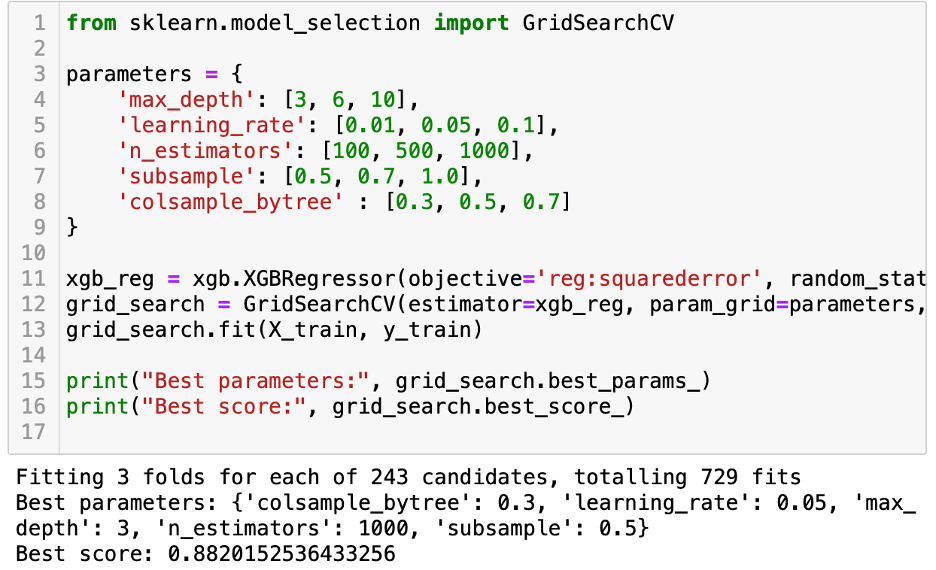 1 from sklearn.model_selection import GridSearchCV
2
3 parameters = {
4     'max_depth': [3, 6, 10],
5     'learning_rate': [0.01, 0.05, 0.1],
6     'n_estimators': [100, 500, 1000],
7     'subsample': [0.5, 0.7, 1.0],
8     'colsample_bytree' : [0.3, 0.5, 0.7]
9 }
10
11 xgb_reg = xgb.XGBRegressor(objective='reg:squarederror', random_stat
12 grid_search = GridSearchCV(estimator=xgb_reg, param_grid=parameters,
13 grid_search.fit(X_train, y_train)
14
15 print("Best parameters:", grid_search.best_params_)
16 print("Best score:", grid_search.best_score_)
17
Fitting 3 folds for each of 243 candidates, totalling 729 fits
Best parameters: {'colsample_bytree': 0.3, 'learning_rate': 0.05, 'max_
depth': 3, 'n_estimators': 1000, 'subsample': 0.5}
Best score: 0.8820152536433256